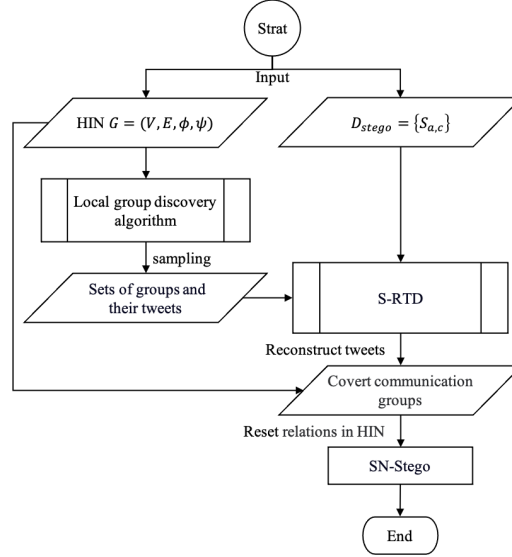 Strat
Input
HIN G = (V, E, ϕ, ψ)
D_stego = {S_a,c}
Local group discovery
algorithm
sampling
Sets of groups and
their tweets
S-RTD
Reconstruct tweets
Covert communication
groups
Reset relations in HIN
SN-Stego
End